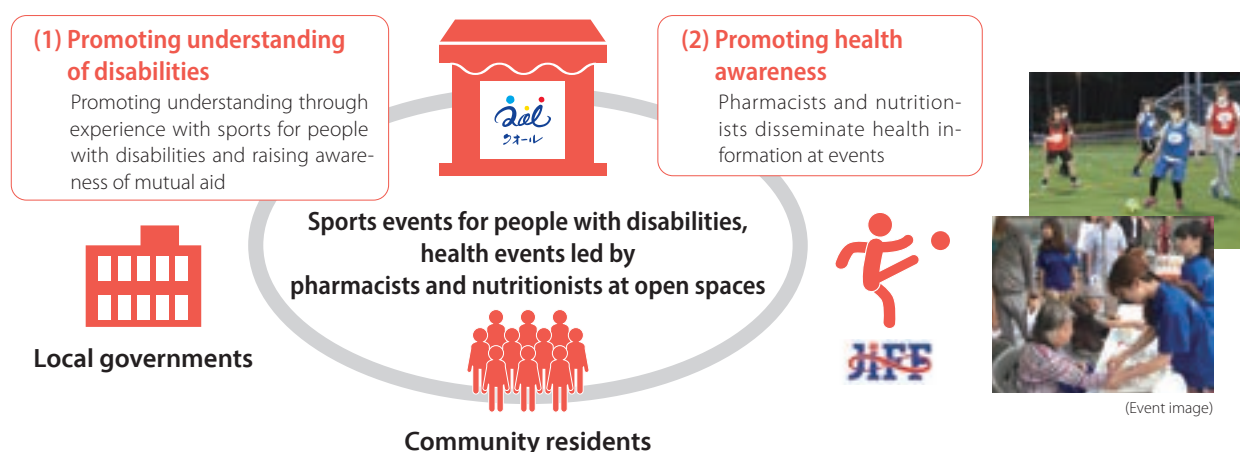 (1) Promoting understanding
of disabilities
Promoting understanding through
experience with sports for people
with disabilities and raising aware-
ness of mutual aid
クオール
(2) Promoting health
awareness
Pharmacists and nutrition-
ists disseminate health in-
formation at events
Sports events for people with disabilities,
health events led by
pharmacists and nutritionists at open spaces
Local governments
JiFF
(Event image)
Community residents